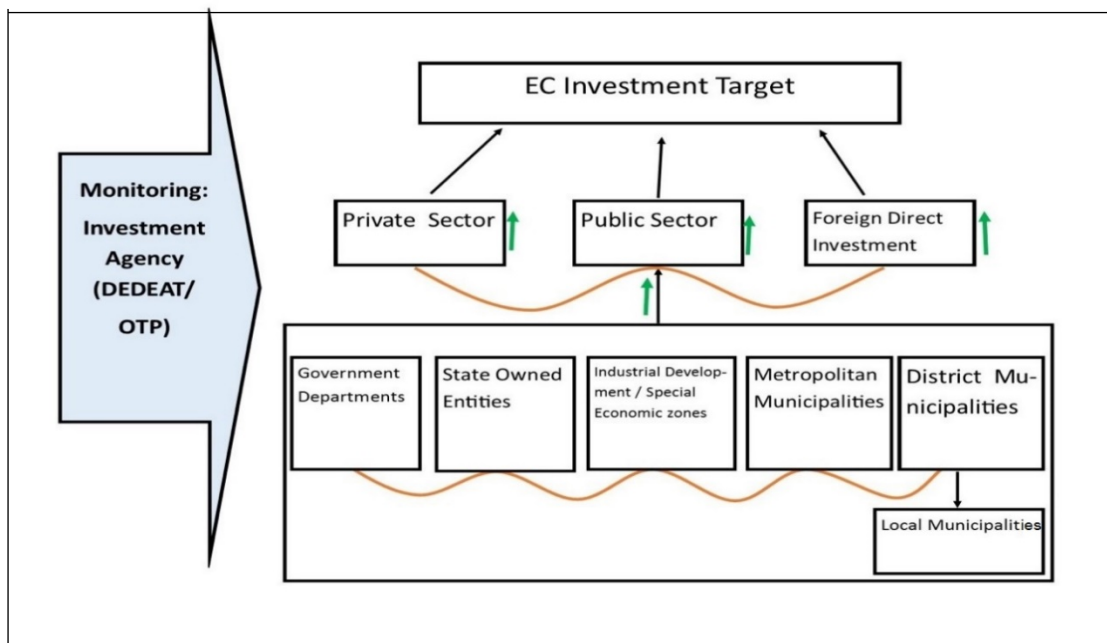 EC Investment Target
Monitoring:
Investment
Agency
(DEDEAT/
OTP)
Private Sector
Public Sector
Foreign Direct
Investment
Government
Departments
State Owned
Entities
Industrial Develop-
ment / Special
Economic zones
Metropolitan
Municipalities
District Mu-
nicipalities
Local Municipalities